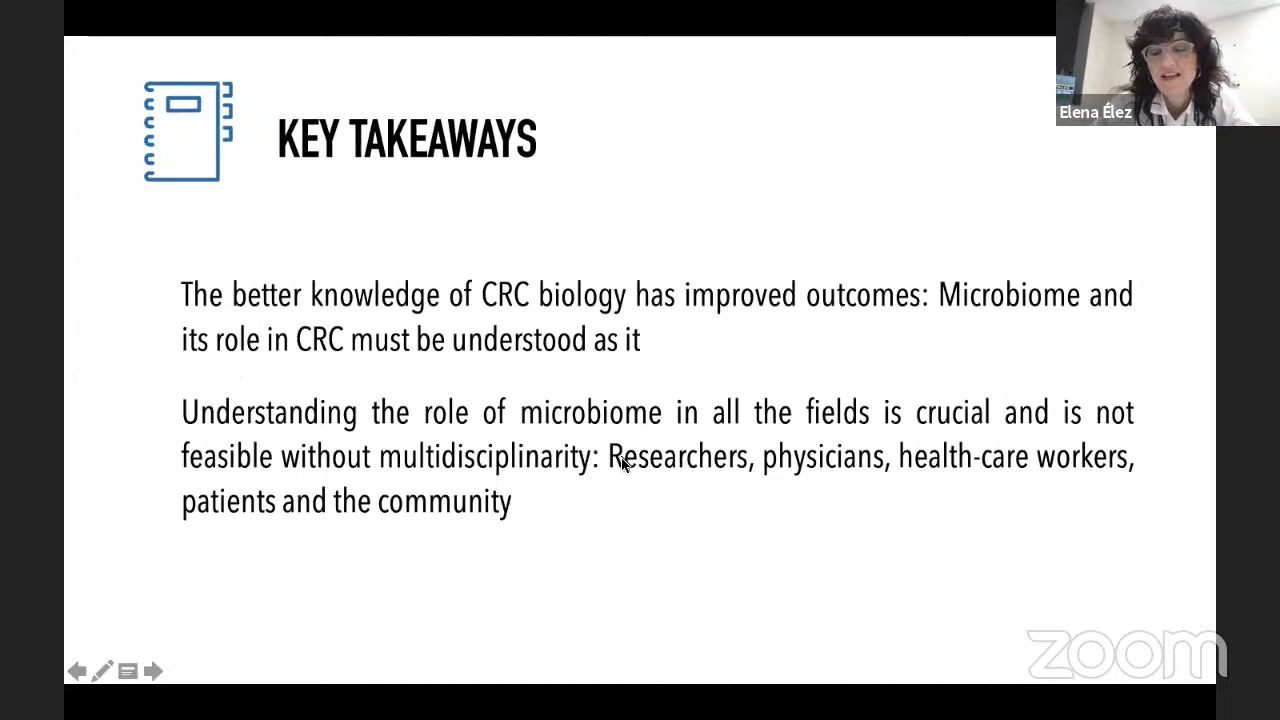 Elena Élez
KEY TAKEAWAYS
The better knowledge of CRC biology has improved outcomes: Microbiome and
its role in CRC must be understood as it
Understanding the role of microbiome in all the fields is crucial and is not
feasible without multidisciplinarity: Researchers, physicians, health-care workers,
patients and the community
zoom